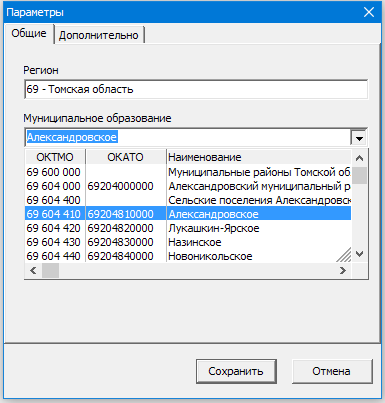 Параметры
Общие Дополнительно
Регион
69 - Томская область
Муниципальное образование
Александровское
ОКТМО ОКАТО Наименование
69 600 000 Муниципальные районы Томской об
69 604 000 69204000000 Александровский муниципальный р
69 604 400 Сельские поселения Александровск
69 604 410 69204810000 Александровское
69 604 420 69204820000 Лукашкин-Ярское
69 604 430 69204830000 Назинское
69 604 440 69204840000 Новоникольское
Сохранить Отмена